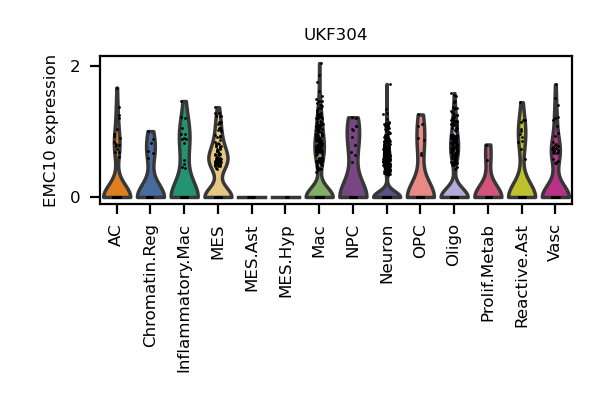 UKF304
EMC10 expression
2
0
AC
Chromatin.Reg
Inflammatory.Mac
MES
MES.Ast
MES.Hyp
Mac
NPC
Neuron
OPC
Oligo
Prolif.Metab
Reactive.Ast
Vasc